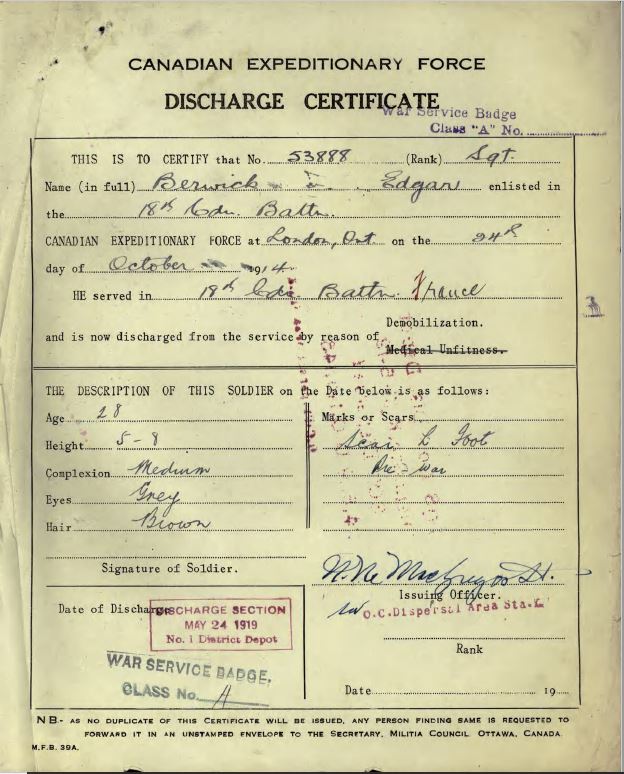 CANADIAN EXPEDITIONARY FORCE
DISCHARGE CERTIFICATE
War Service Badge
Class "A" No.
THIS IS TO CERTIFY that No. 53888 (Rank) Sgt.
Name (in full) Berwick Edgar enlisted in
the 18th Cdn. Battn.
CANADIAN EXPEDITIONARY FORCE at London, Ont. on the 24th
day of October 1914.
HE served in 18th Cdn Battn France
Demobilization.
and is now discharged from the service by reason of
Medical Unfitness.
THE DESCRIPTION OF THIS SOLDIER on the Date below is as follows:
Age 28
Marks or Scars
Height 5-8
Scar L Foot
Complexion Medium
Pre-War
Eyes Grey
Hair Brown
Signature of Soldier.
Issuing Officer.
O.C. Dispersal Area Sta.
Date of Discharge
DISCHARGE SECTION
MAY 24 1919
No. 1 District Depot
Rank
WAR SERVICE BADGE,
CLASS No. A
Date 19
NB.- AS NO DUPLICATE OF THIS CERTIFICATE WILL BE ISSUED, ANY PERSON FINDING SAME IS REQUESTED TO
FORWARD IT IN AN UNSTAMPED ENVELOPE TO THE SECRETARY, MILITIA COUNCIL OTTAWA, CANADA.
M.F.B. 39A.